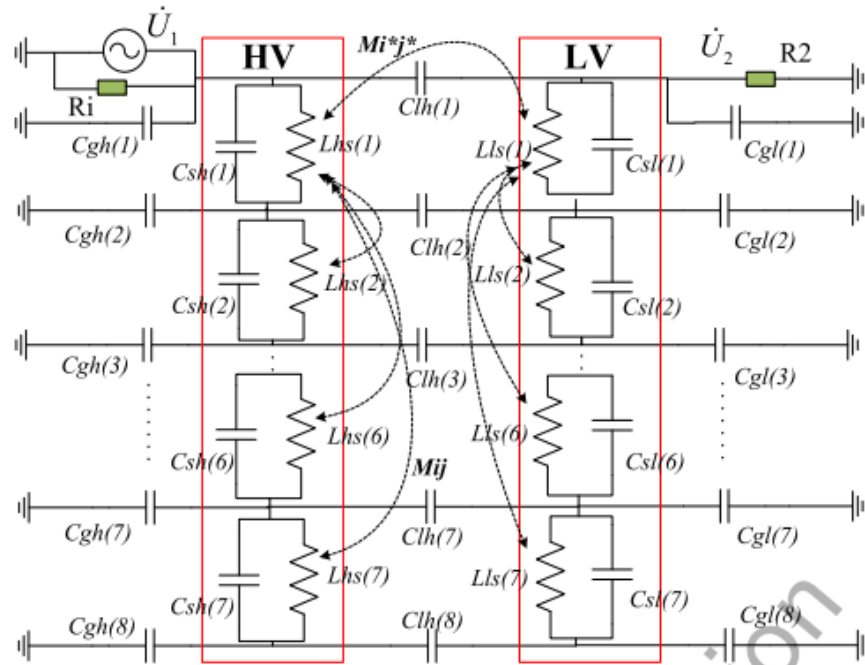 U̇₁ HV Mi*j* LV U̇₂ R2
Ri Clh(1)
Cgh(1) Lhs(1) Lls(1) Cgl(1)
Csh(1) Csl(1)
Cgh(2) Clh(2) Cgl(2)
Lhs(2) Lls(2)
Csh(2) Csl(2)
Cgh(3) Clh(3) Cgl(3)
Lhs(6) Lls(6)
Csh(6) Mij Csl(6)
Cgh(7) Clh(7) Cgl(7)
Lhs(7) Lls(7)
Csh(7) Csl(7)
Cgh(8) Clh(8) Cgl(8)
ion